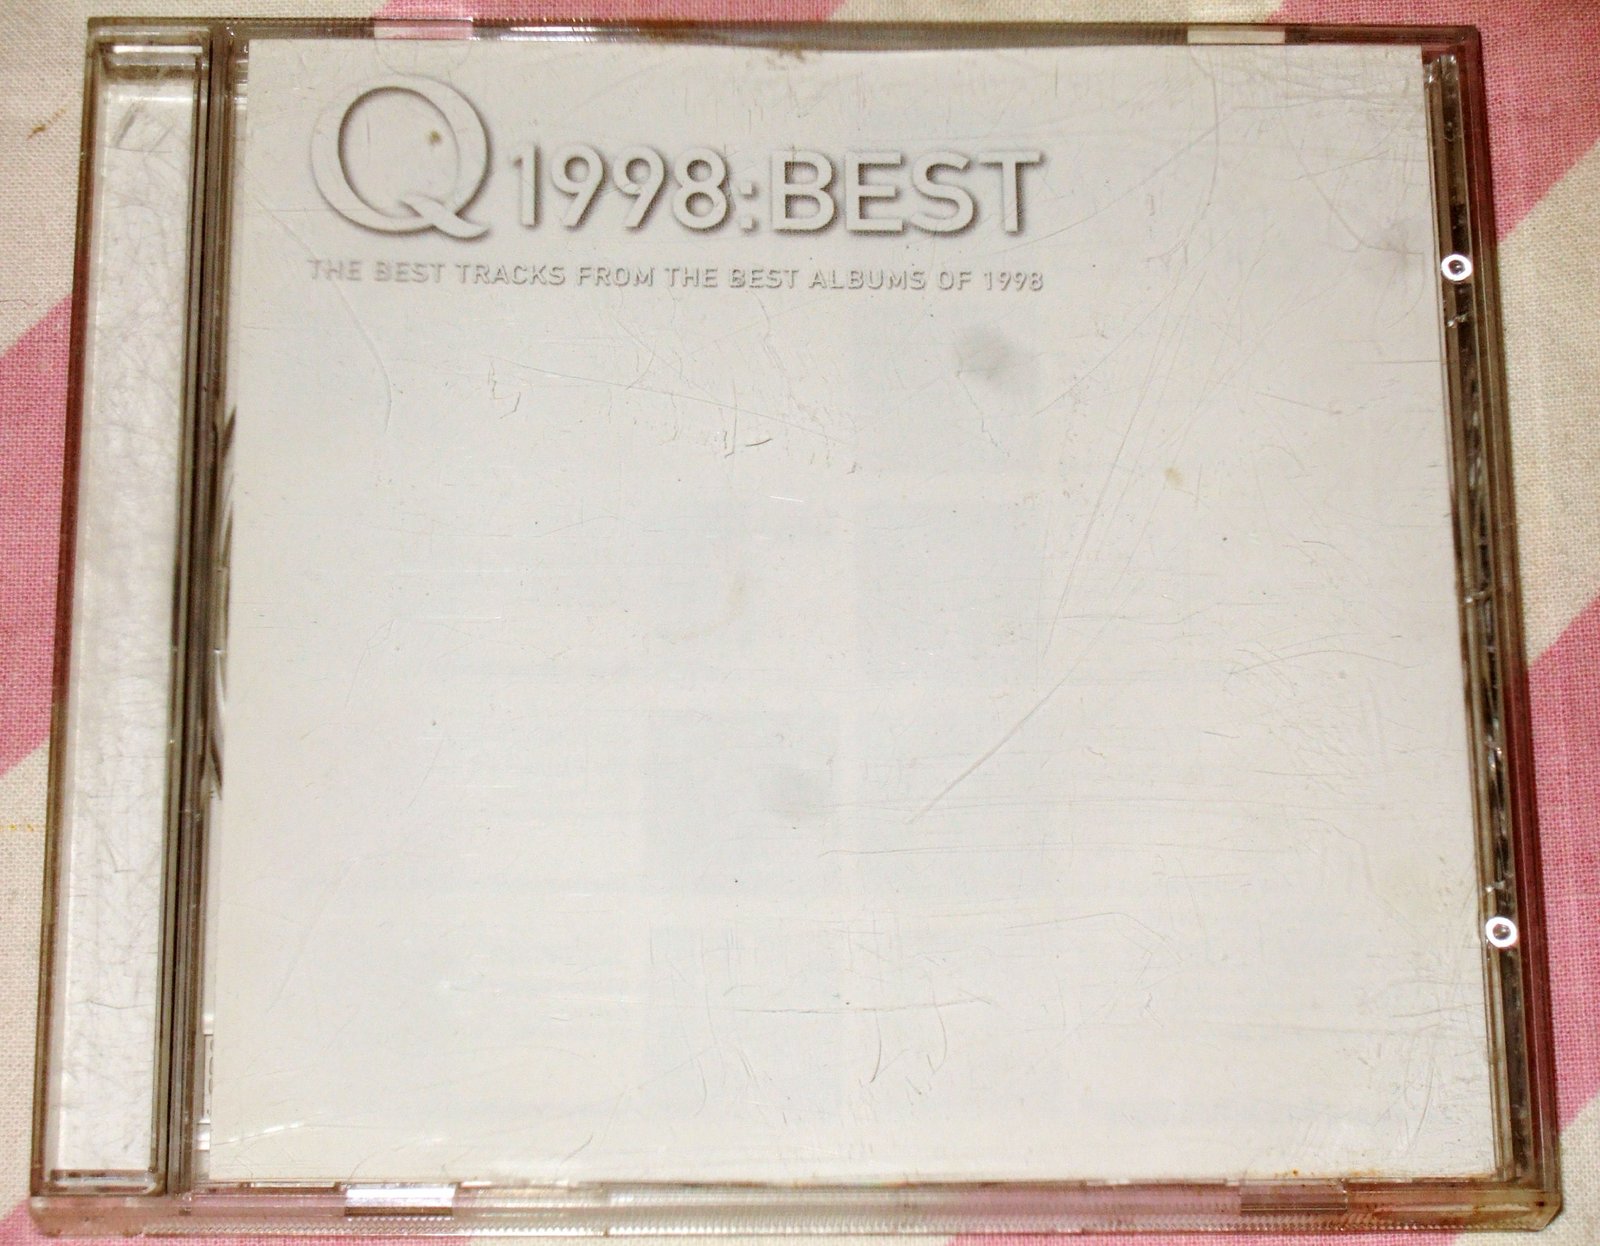 Q 1998:BEST
THE BEST TRACKS FROM THE BEST ALBUMS OF 1998